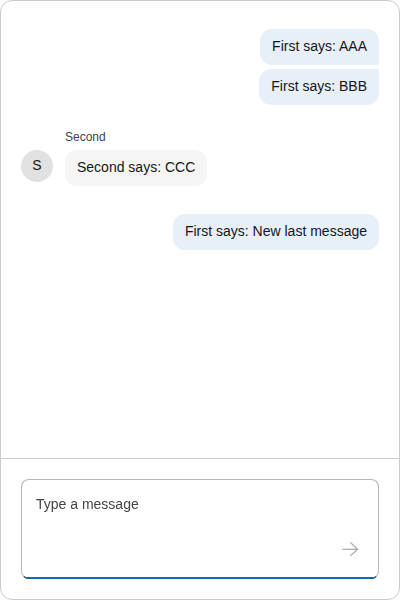 First says: AAA
First says: BBB
Second
S
Second says: CCC
First says: New last message
Type a message